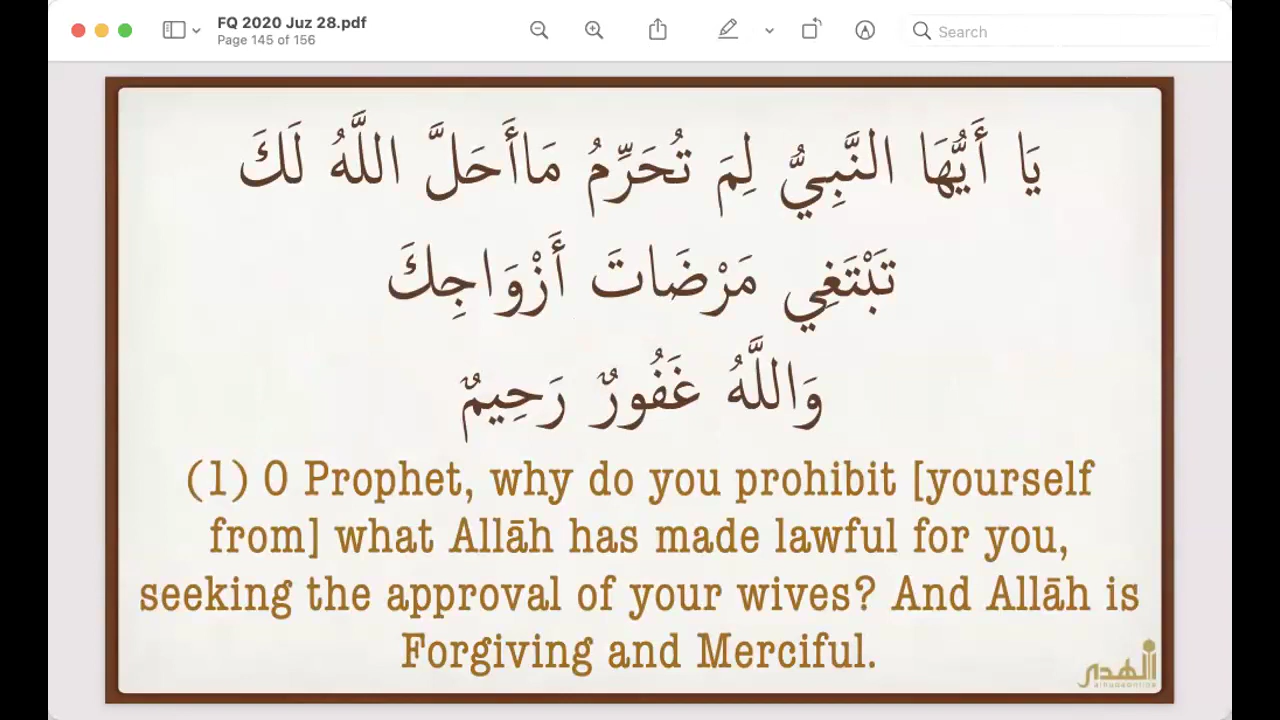 FQ 2020 Juz 28.pdf
Page 145 of 156
Search
يَا أَيُّهَا النَّبِيُّ لِمَ تُحَرِّمُ مَاأَحَلَّ اللَّهُ لَكَ
تَبْتَغِي مَرْضَاتَ أَزْوَاجِكَ
وَاللَّهُ غَفُورٌ رَحِيمٌ
(1) O Prophet, why do you prohibit [yourself
from] what Allāh has made lawful for you,
seeking the approval of your wives? And Allāh is
Forgiving and Merciful.
الهدى
alhudaonline